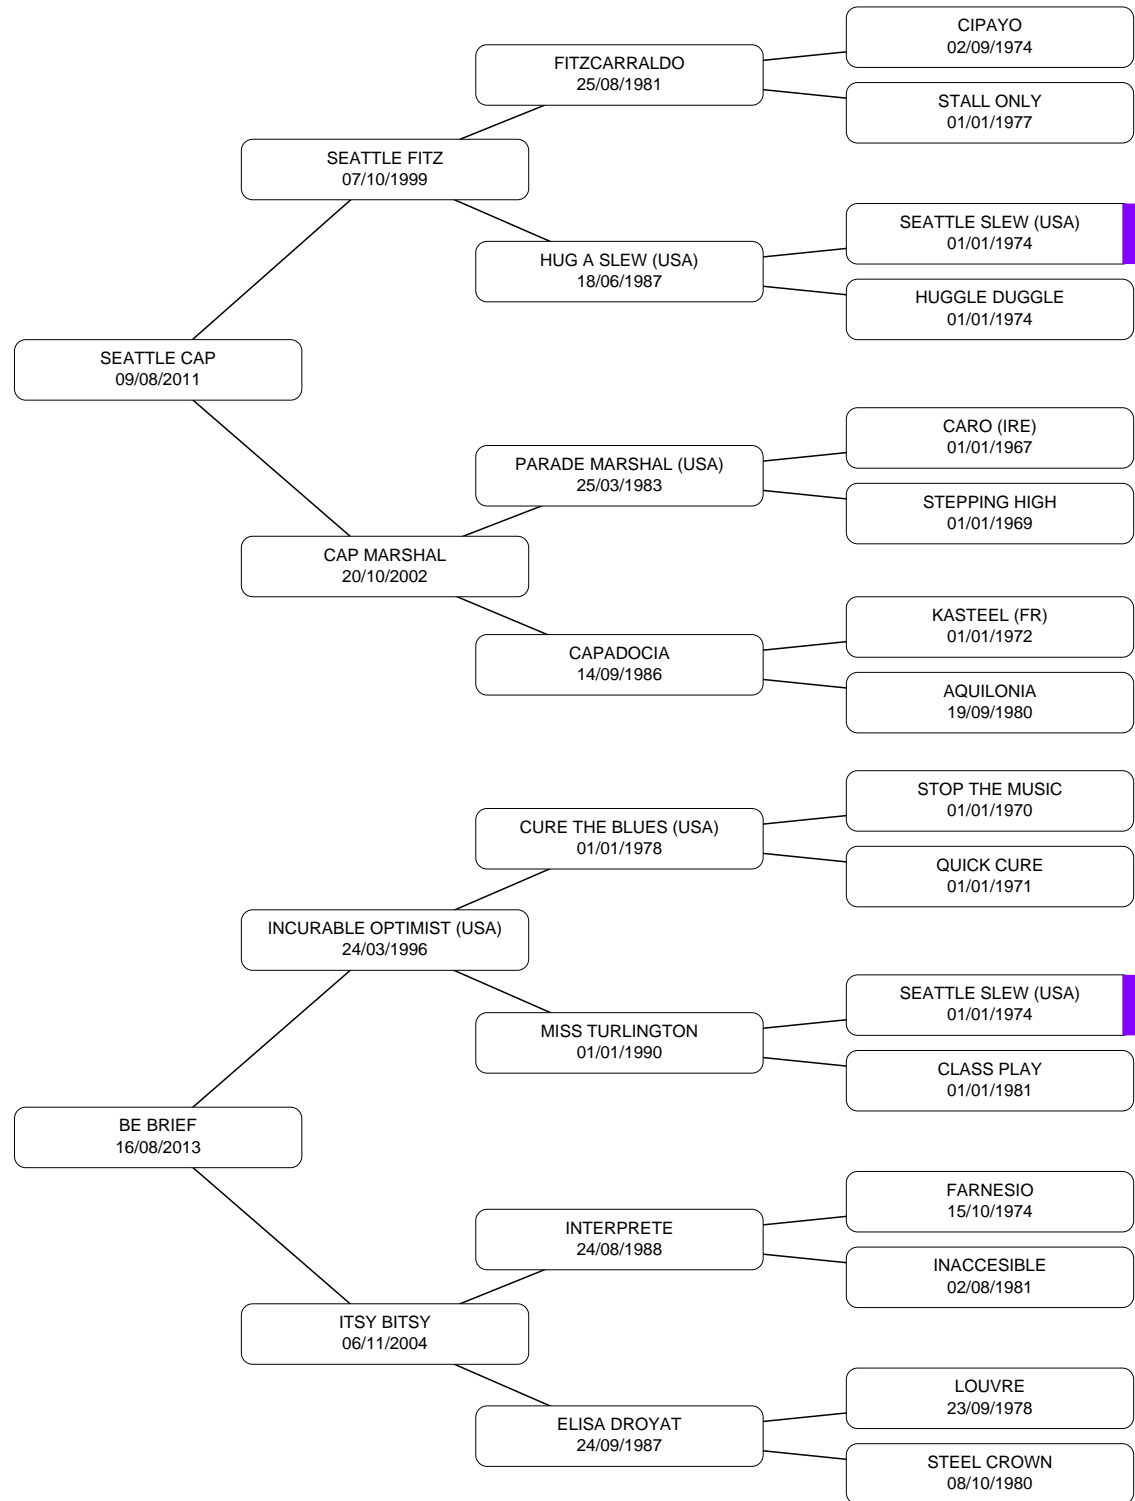 CIPAYO
02/09/1974
FITZCARRALDO
25/08/1981
STALL ONLY
01/01/1977
SEATTLE FITZ
07/10/1999
SEATTLE SLEW (USA)
01/01/1974
HUG A SLEW (USA)
18/06/1987
HUGGLE DUGGLE
01/01/1974
SEATTLE CAP
09/08/2011
CARO (IRE)
01/01/1967
PARADE MARSHAL (USA)
25/03/1983
STEPPING HIGH
01/01/1969
CAP MARSHAL
20/10/2002
KASTEEL (FR)
01/01/1972
CAPADOCIA
14/09/1986
AQUILONIA
19/09/1980
STOP THE MUSIC
01/01/1970
CURE THE BLUES (USA)
01/01/1978
QUICK CURE
01/01/1971
INCURABLE OPTIMIST (USA)
24/03/1996
SEATTLE SLEW (USA)
01/01/1974
MISS TURLINGTON
01/01/1990
CLASS PLAY
01/01/1981
BE BRIEF
16/08/2013
FARNESIO
15/10/1974
INTERPRETE
24/08/1988
INACCESIBLE
02/08/1981
ITSY BITSY
06/11/2004
LOUVRE
23/09/1978
ELISA DROYAT
24/09/1987
STEEL CROWN
08/10/1980